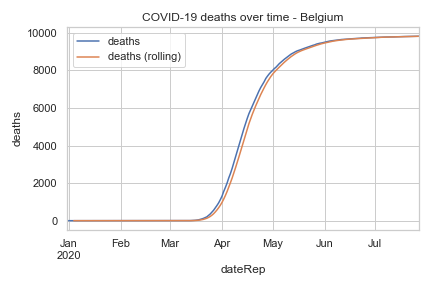 COVID-19 deaths over time - Belgium
deaths
deaths (rolling)
10000
8000
6000
4000
2000
0
deaths
Jan Feb Mar Apr May Jun Jul
2020
dateRep